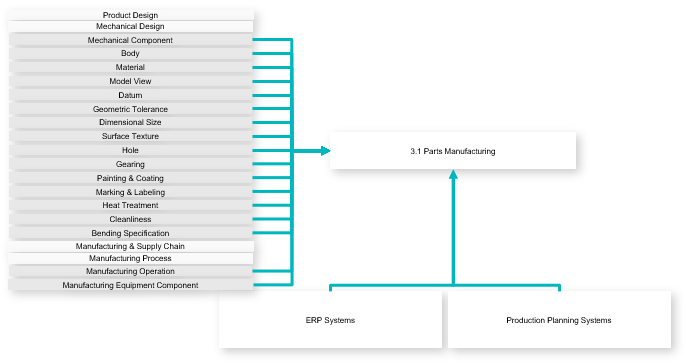 Product Design
Mechanical Design
Mechanical Component
Body
Material
Model View
Datum
Geometric Tolerance
Dimensional Size
Surface Texture
Hole
Gearing
Painting & Coating
Marking & Labeling
Heat Treatment
Cleanliness
Bending Specification
Manufacturing & Supply Chain
Manufacturing Process
Manufacturing Operation
Manufacturing Equipment Component
3.1 Parts Manufacturing
ERP Systems
Production Planning Systems